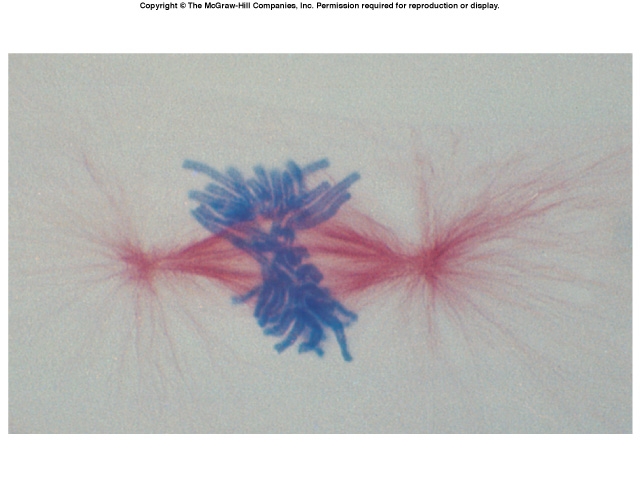 Copyright © The McGraw-Hill Companies, Inc. Permission required for reproduction or display.